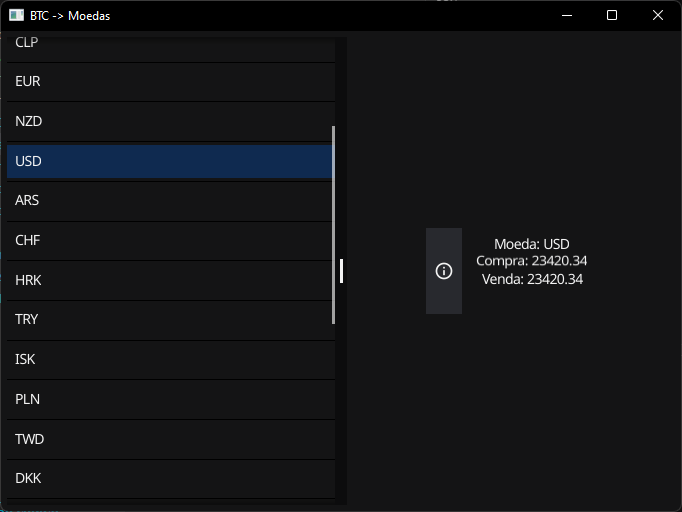 BTC -> Moedas
CLP
EUR
NZD
USD
ARS
CHF
HRK
TRY
ISK
PLN
TWD
DKK
Moeda: USD
Compra: 23420.34
Venda: 23420.34